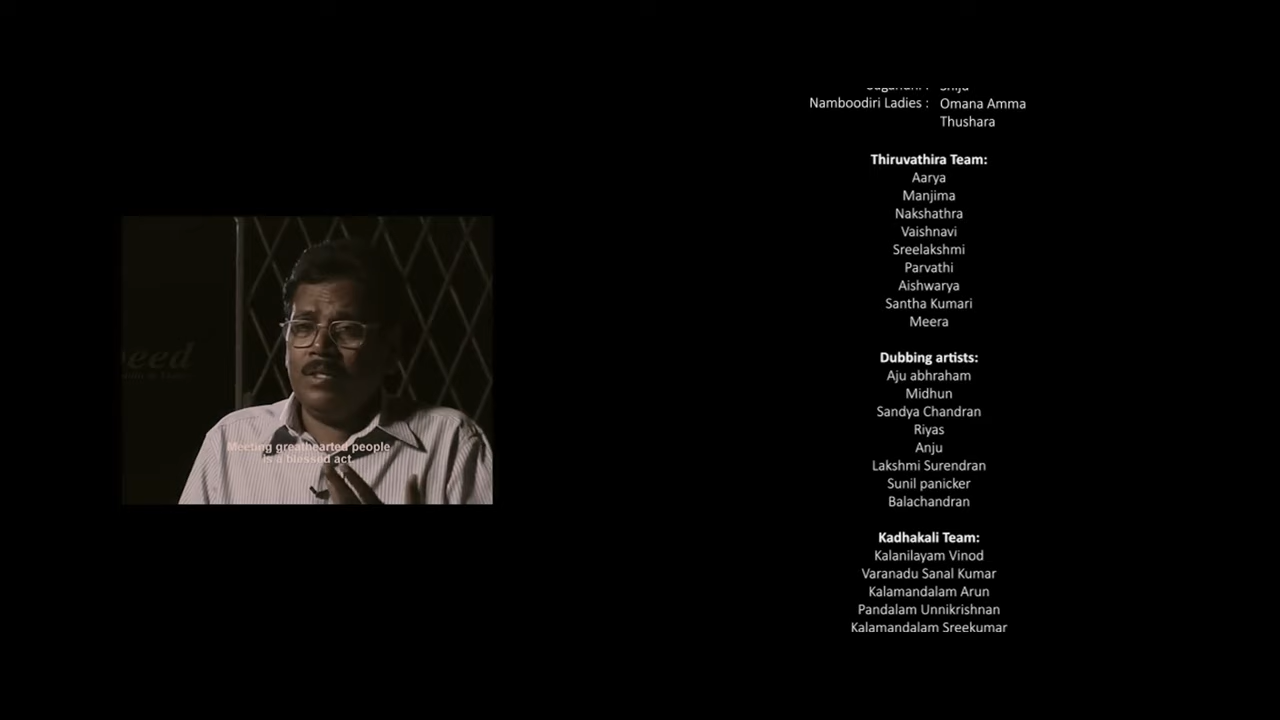 Namboodiri Ladies : Omana Amma
Thushara
Thiruvathira Team:
Aarya
Manjima
Nakshathra
Vaishnavi
Sreelakshmi
Parvathi
Aishwarya
Santha Kumari
Meera
Dubbing artists:
Aju abhraham
Midhun
Sandya Chandran
Riyas
Anju
Lakshmi Surendran
Sunil panicker
Balachandran
Kadhakali Team:
Kalanilayam Vinod
Varanadu Sanal Kumar
Kalamandalam Arun
Pandalam Unnikrishnan
Kalamandalam Sreekumar
Meeting greathearted people
is a blessed act